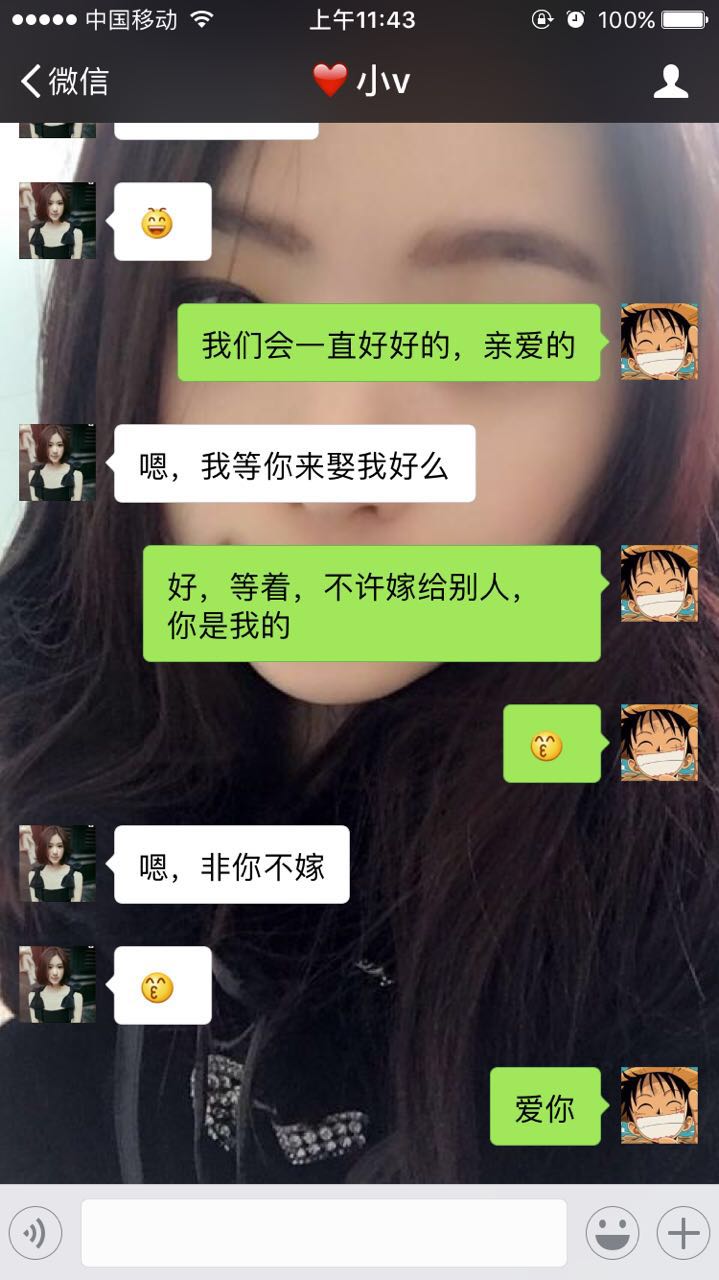 中国移动 上午11:43 100%
微信 ❤️小v
😄
我们会一直好好的，亲爱的
嗯，我等你来娶我好么
好，等着，不许嫁给别人，
你是我的
😙
嗯，非你不嫁
😙
爱你